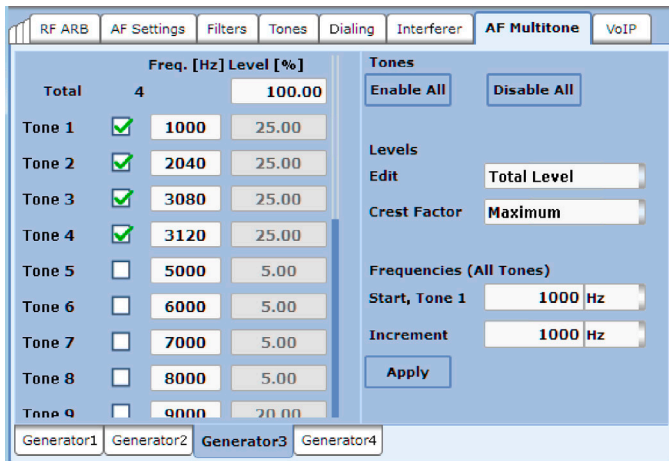 RF ARB AF Settings Filters Tones Dialing Interferer AF Multitone VoIP
Freq. [Hz] Level [%]
Total 4 100.00
Tone 1 1000 25.00
Tone 2 2040 25.00
Tone 3 3080 25.00
Tone 4 3120 25.00
Tone 5 5000 5.00
Tone 6 6000 5.00
Tone 7 7000 5.00
Tone 8 8000 5.00
Tone 9 9000 20.00
Tones
Enable All Disable All
Levels
Edit Total Level
Crest Factor Maximum
Frequencies (All Tones)
Start, Tone 1 1000 Hz
Increment 1000 Hz
Apply
Generator1 Generator2 Generator3 Generator4